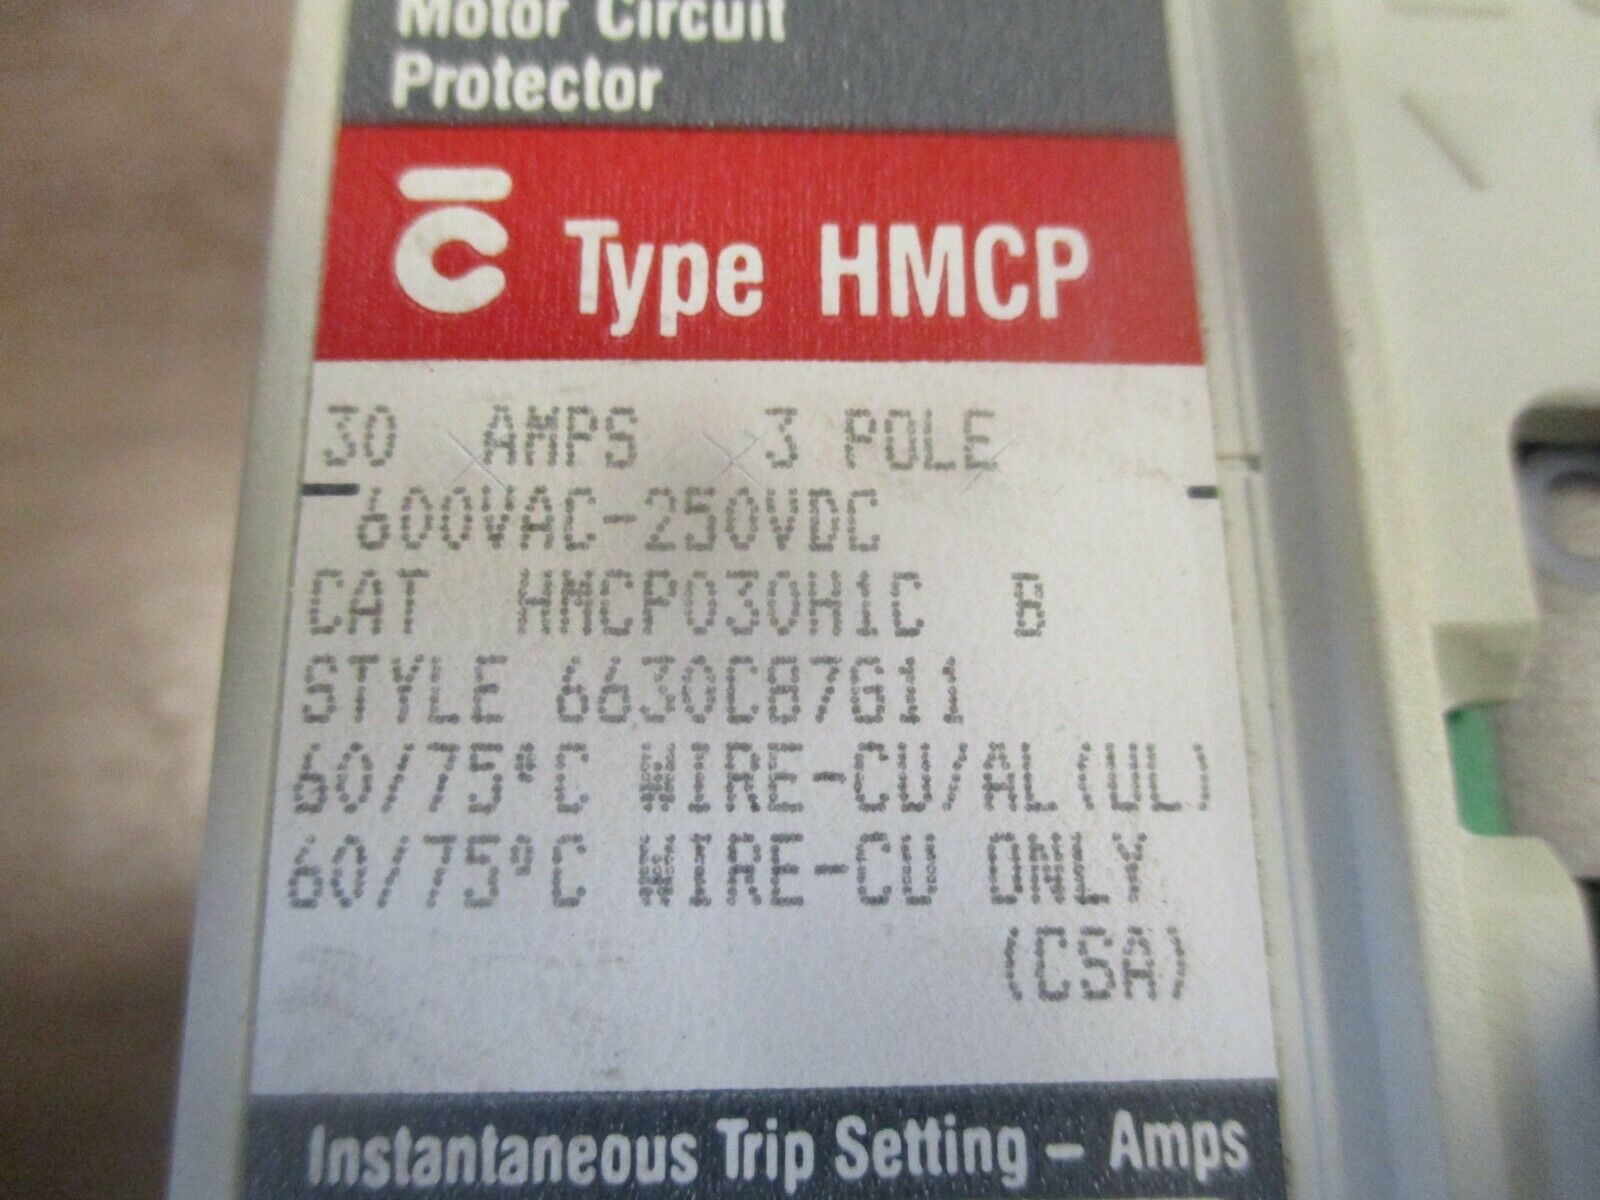 Motor Circuit
Protector
Type HMCP
30 AMPS 3 POLE
600VAC-250VDC
CAT HMCP030H1C B
STYLE 6630C87G11
60/75°C WIRE-CU/AL(UL)
60/75°C WIRE-CU ONLY
(CSA)
Instantaneous Trip Setting – Amps